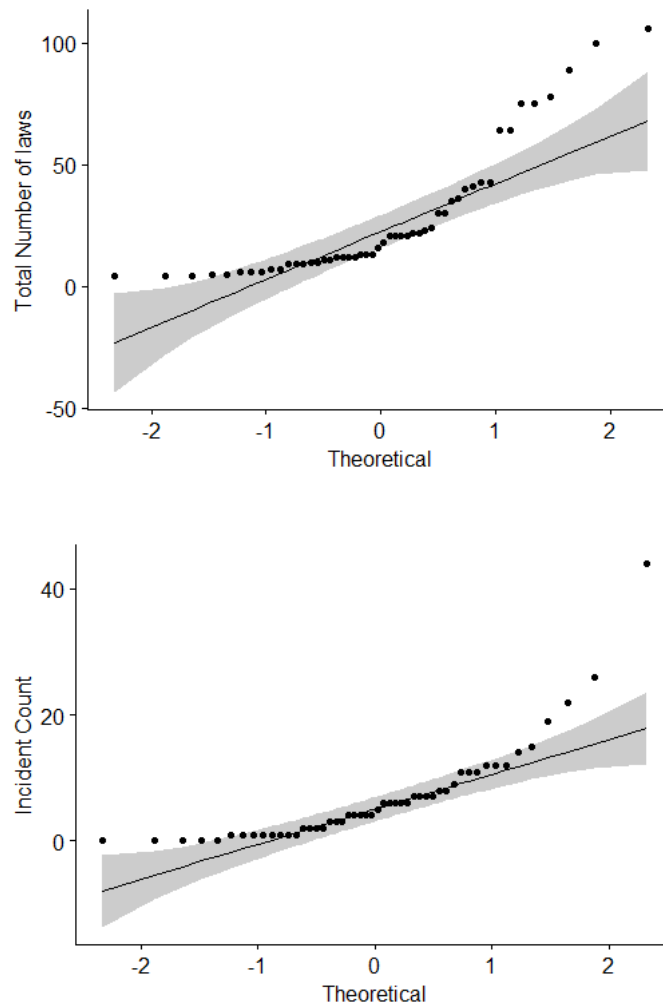 100
50
0
-50
Total Number of laws
-2 -1 0 1 2
Theoretical
40
20
0
Incident Count
-2 -1 0 1 2
Theoretical